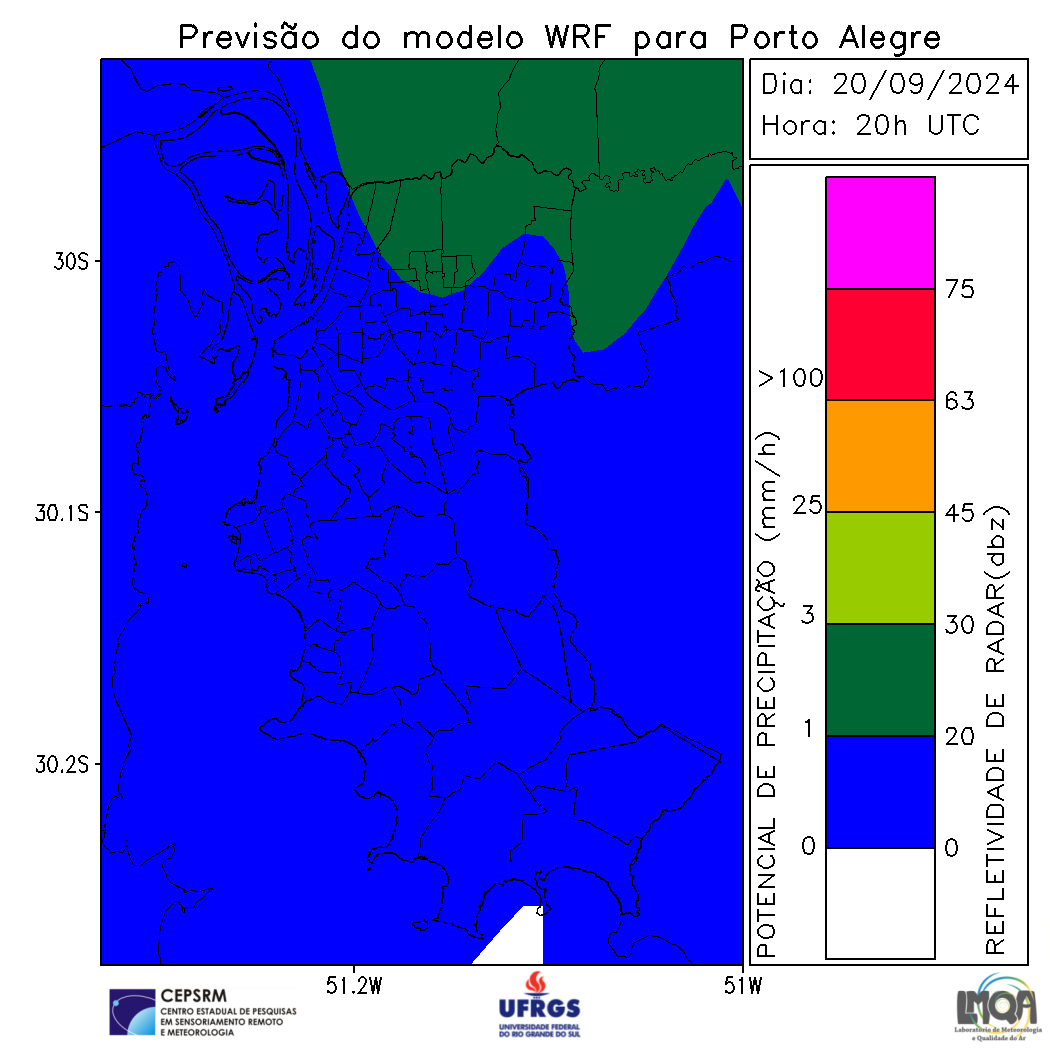 Previsão do modelo WRF para Porto Alegre
Dia: 20/09/2024
Hora: 20h UTC
30S
30.1S
30.2S
51.2W
51W
POTENCIAL DE PRECIPITAÇÃO (mm/h)
>100
25
3
1
0
75
63
45
30
20
0
REFLETIVIDADE DE RADAR(dbz)
CEPSRM
CENTRO ESTADUAL DE PESQUISAS
EM SENSORIAMENTO REMOTO
E METEOROLOGIA
UFRGS
UNIVERSIDADE FEDERAL
DO RIO GRANDE DO SUL
LMQA
Laboratório de Meteorologia
e Qualidade do Ar